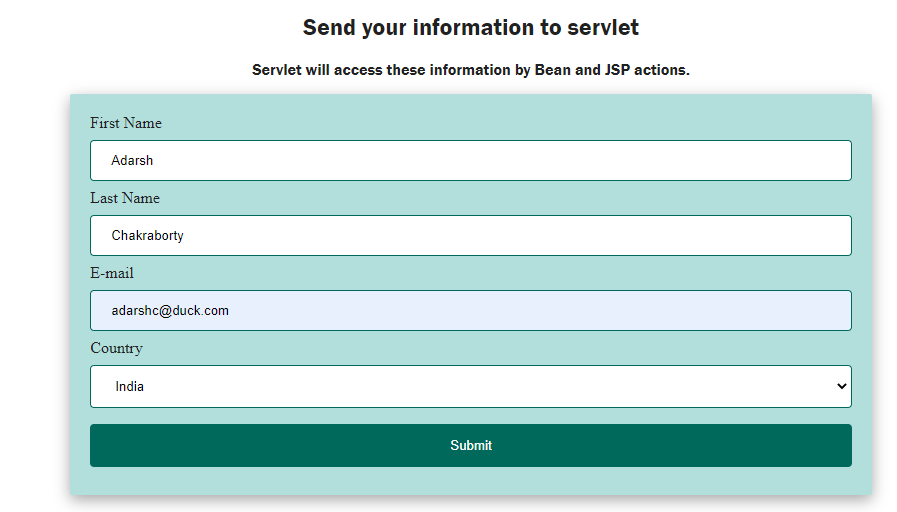 Send your information to servlet
Servlet will access these information by Bean and JSP actions.
First Name
Adarsh
Last Name
Chakraborty
E-mail
adarshc@duck.com
Country
India
Submit